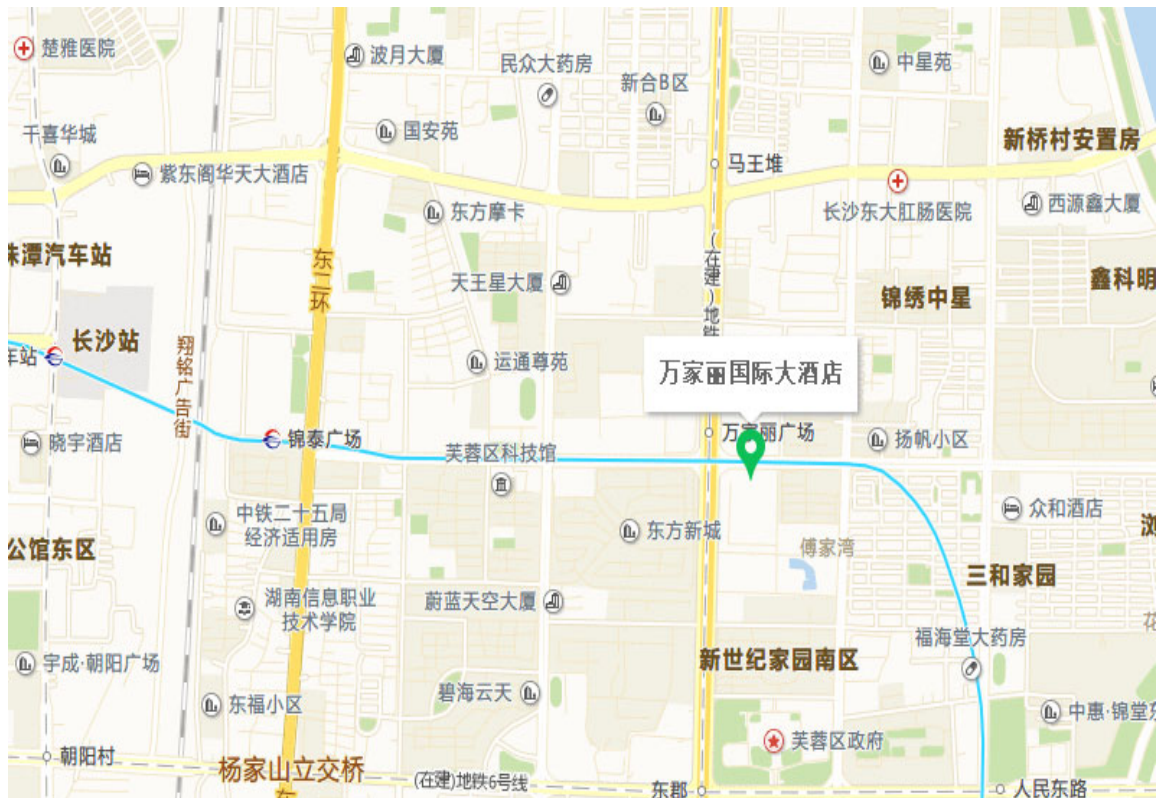 楚雅医院
波月大厦
民众大药房
中星苑
新合B区
国安苑
千喜华城
新桥村安置房
马王堆
紫东阁华天大酒店
长沙东大肛肠医院
西源鑫大厦
东方摩卡
株潭汽车站
东二环
(在建)地铁
天王星大厦
鑫科明
锦绣中星
长沙站
车站
翔铭广告街
运通尊苑
万家丽国际大酒店
晓宇酒店
锦泰广场
万家丽广场
扬帆小区
芙蓉区科技馆
众和酒店
中铁二十五局
经济适用房
东方新城
浏
公馆东区
傅家湾
三和家园
湖南信息职业
技术学院
蔚蓝天空大厦
花
福海堂大药房
宇成·朝阳广场
新世纪家园南区
碧海云天
东福小区
中惠·锦堂东
芙蓉区政府
朝阳村
杨家山立交桥
(在建)地铁6号线
东郡
人民东路
东